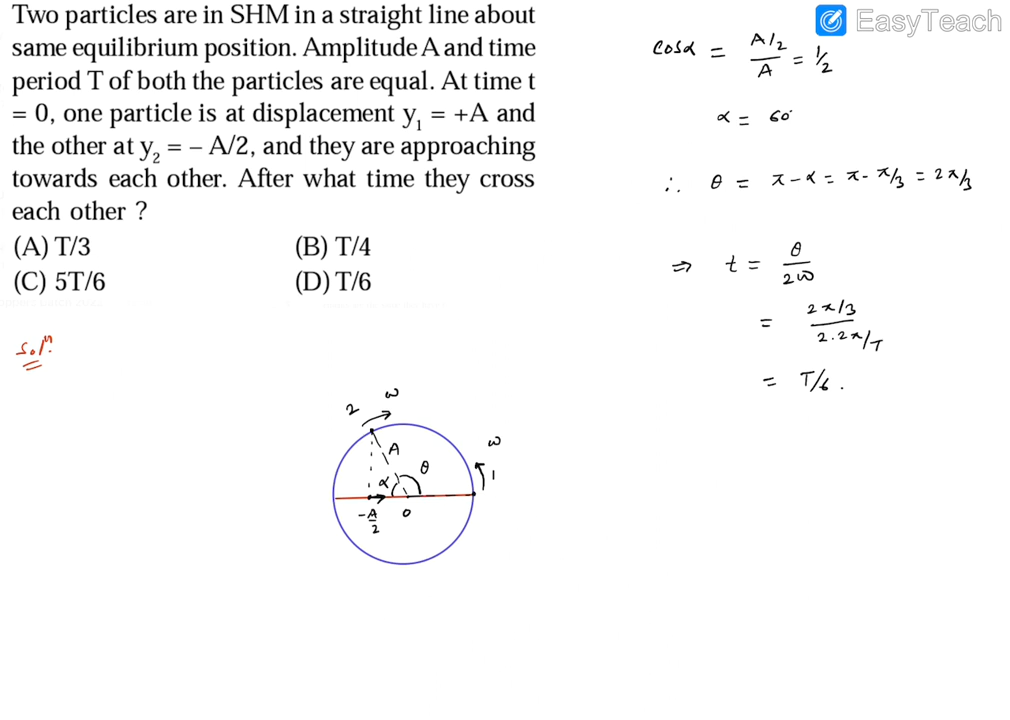 Two particles are in SHM in a straight line about
same equilibrium position. Amplitude A and time
period T of both the particles are equal. At time t
= 0, one particle is at displacement y₁ = +A and
the other at y₂ = – A/2, and they are approaching
towards each other. After what time they cross
each other ?
(A) T/3 (B) T/4
(C) 5T/6 (D) T/6
EasyTeach
cosα = A/2 / A = 1/2
α = 60°
∴ θ = π - α = π - π/3 = 2π/3
⇒ t = θ / 2ω
= 2π/3 / 2.2π/T
= T/6.
Solⁿ.
2 ω
A
ω
θ
1
α
-A/2 0